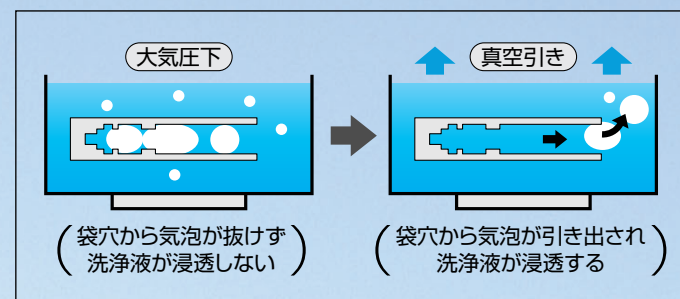 大気圧下
真空引き
袋穴から気泡が抜けず
洗浄液が浸透しない
袋穴から気泡が引き出され
洗浄液が浸透する